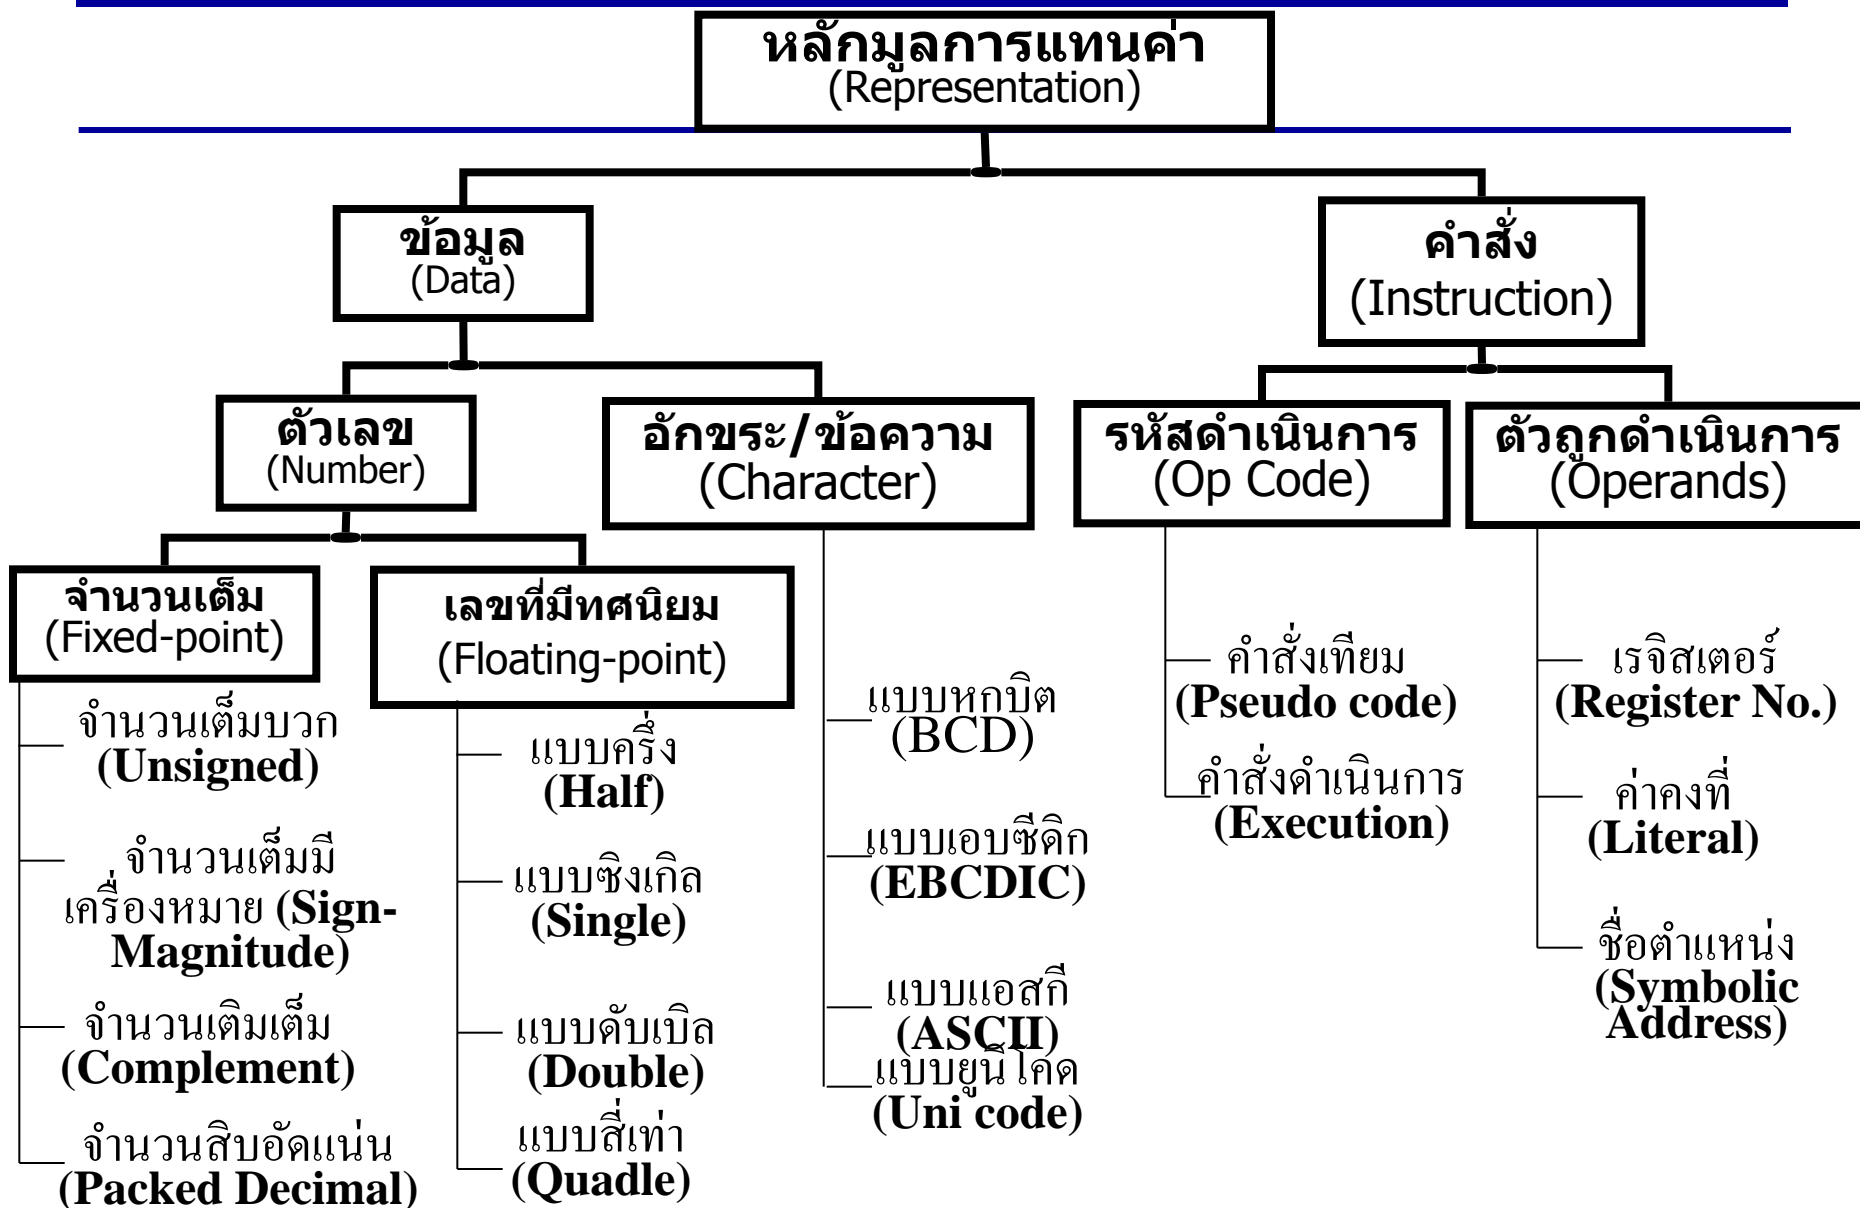 หลักมูลการแทนค่า
(Representation)
ข้อมูล
(Data)
คำสั่ง
(Instruction)
ตัวเลข
(Number)
อักขระ/ข้อความ
(Character)
รหัสดำเนินการ
(Op Code)
ตัวถูกดำเนินการ
(Operands)
จำนวนเต็ม
(Fixed-point)
เลขที่มีทศนิยม
(Floating-point)
จำนวนเต็มบวก
(Unsigned)
จำนวนเต็มมี
เครื่องหมาย (Sign-
Magnitude)
จำนวนเติมเต็ม
(Complement)
จำนวนสิบอัดแน่น
(Packed Decimal)
แบบครึ่ง
(Half)
แบบซิงเกิล
(Single)
แบบดับเบิล
(Double)
แบบสี่เท่า
(Quadle)
แบบหกบิต
(BCD)
แบบเอบซีดิก
(EBCDIC)
แบบแอสกี
(ASCII)
แบบยูนิโคด
(Uni code)
คำสั่งเทียม
(Pseudo code)
คำสั่งดำเนินการ
(Execution)
เรจิสเตอร์
(Register No.)
ค่าคงที่
(Literal)
ชื่อตำแหน่ง
(Symbolic
Address)